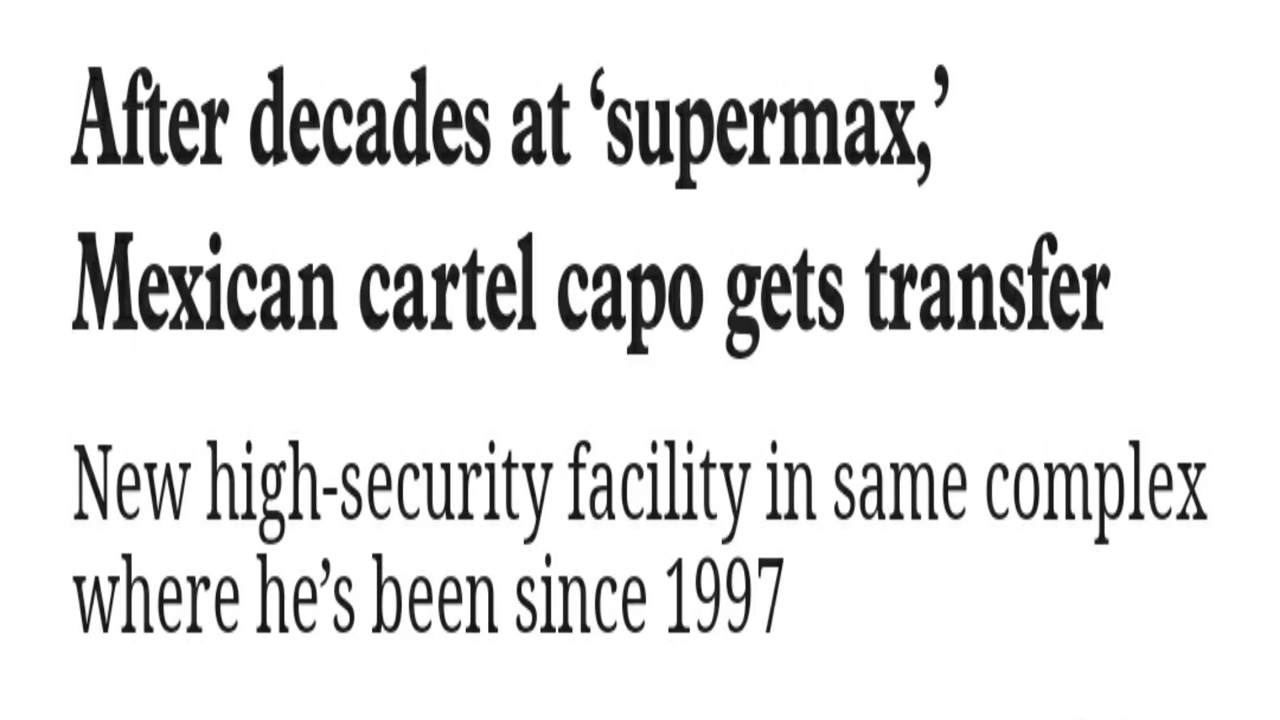 After decades at ‘supermax,’
Mexican cartel capo gets transfer
New high-security facility in same complex
where he’s been since 1997